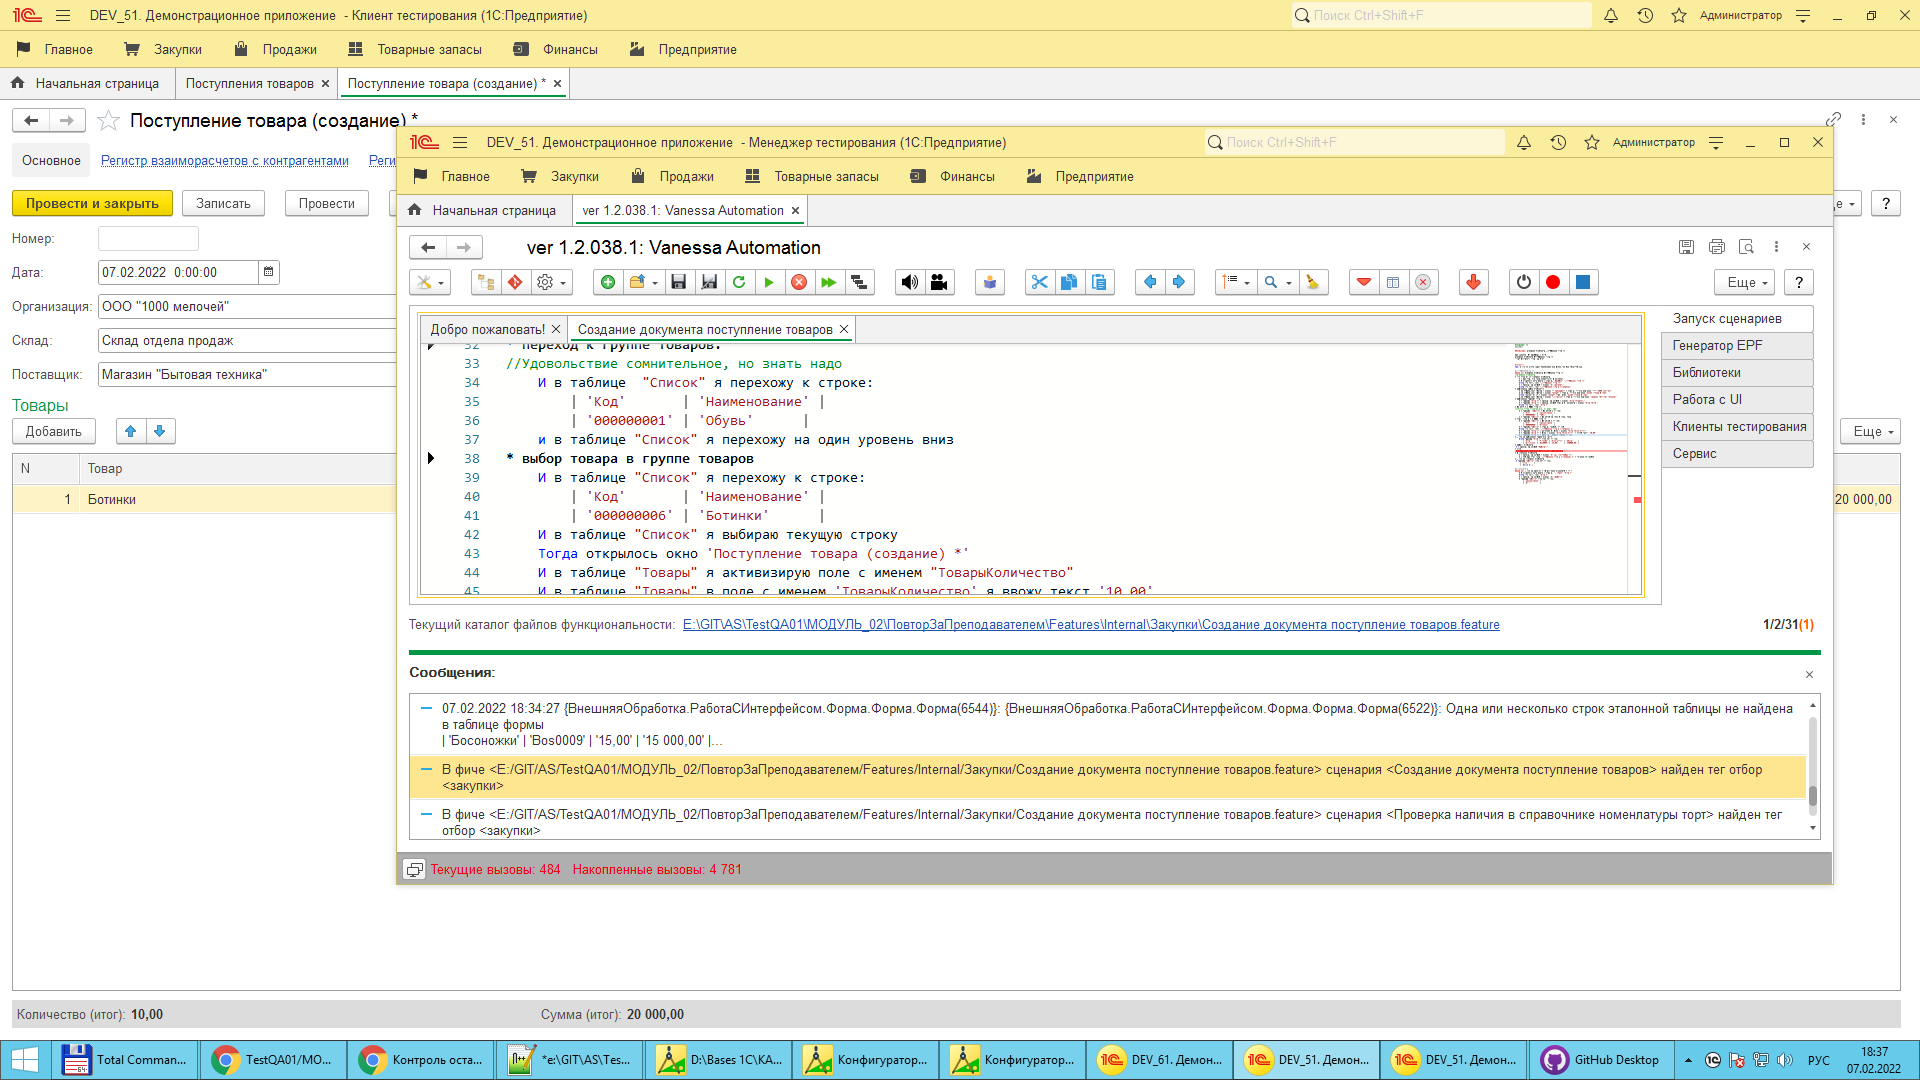 DEV_51. Демонстрационное приложение - Клиент тестирования (1С:Предприятие)
Поиск Ctrl+Shift+F
Администратор
Главное
Закупки
Продажи
Товарные запасы
Финансы
Предприятие
Начальная страница
Поступления товаров
Поступление товара (создание) *
Поступление товара (создание) *
Основное
Регистр взаиморасчетов с контрагентами
Реги
Провести и закрыть
Записать
Провести
?
Номер:
Дата: 07.02.2022 0:00:00
Организация: ООО "1000 мелочей"
Склад: Склад отдела продаж
Поставщик: Магазин "Бытовая техника"
Товары
Добавить
Еще
N
Товар
1
Ботинки
20 000,00
DEV_51. Демонстрационное приложение - Менеджер тестирования (1С:Предприятие)
Поиск Ctrl+Shift+F
Администратор
Главное
Закупки
Продажи
Товарные запасы
Финансы
Предприятие
Начальная страница
ver 1.2.038.1: Vanessa Automation
ver 1.2.038.1: Vanessa Automation
Еще
?
Добро пожаловать!
Создание документа поступление товаров
32 * переход к группе товаров.
33 //Удовольствие сомнительное, но знать надо
34 И в таблице "Список" я перехожу к строке:
35 | 'Код' | 'Наименование' |
36 | '000000001' | 'Обувь' |
37 и в таблице "Список" я перехожу на один уровень вниз
38 * выбор товара в группе товаров
39 И в таблице "Список" я перехожу к строке:
40 | 'Код' | 'Наименование' |
41 | '000000006' | 'Ботинки' |
42 И в таблице "Список" я выбираю текущую строку
43 Тогда открылось окно 'Поступление товара (создание) *'
44 И в таблице "Товары" я активизирую поле с именем "ТоварыКоличество"
45 И в таблице "Товары" в поле с именем 'ТоварыКоличество' я ввожу текст '10,00'
Запуск сценариев
Генератор EPF
Библиотеки
Работа с UI
Клиенты тестирования
Сервис
Текущий каталог файлов функциональности: E:\GIT\AS\TestQA01\МОДУЛЬ_02\ПовторЗаПреподавателем\Features\Internal\Закупки\Создание документа поступление товаров.feature
1/2/31(1)
Сообщения:
07.02.2022 18:34:27 {ВнешняяОбработка.РаботаСИнтерфейсом.Форма.Форма.Форма(6544)}: {ВнешняяОбработка.РаботаСИнтерфейсом.Форма.Форма.Форма(6522)}: Одна или несколько строк эталонной таблицы не найдена
в таблице формы
| 'Босоножки' | 'Bos0009' | '15,00' | '15 000,00' |...
В фиче <E:/GIT/AS/TestQA01/МОДУЛЬ_02/ПовторЗаПреподавателем/Features/Internal/Закупки/Создание документа поступление товаров.feature> сценария <Создание документа поступление товаров> найден тег отбор
<закупки>
В фиче <E:/GIT/AS/TestQA01/МОДУЛЬ_02/ПовторЗаПреподавателем/Features/Internal/Закупки/Создание документа поступление товаров.feature> сценария <Проверка наличия в справочнике номенлатуры торт> найден тег
отбор <закупки>
Текущие вызовы: 484 Накопленные вызовы: 4 781
Количество (итог): 10,00
Сумма (итог): 20 000,00
Total Comman...
TestQA01/МО...
Контроль оста...
*e:\GIT\AS\Tes...
D:\Bases 1C\КА...
Конфигуратор...
Конфигуратор...
DEV_61. Демон...
DEV_51. Демон...
DEV_51. Демон...
GitHub Desktop
РУС
18:37
07.02.2022